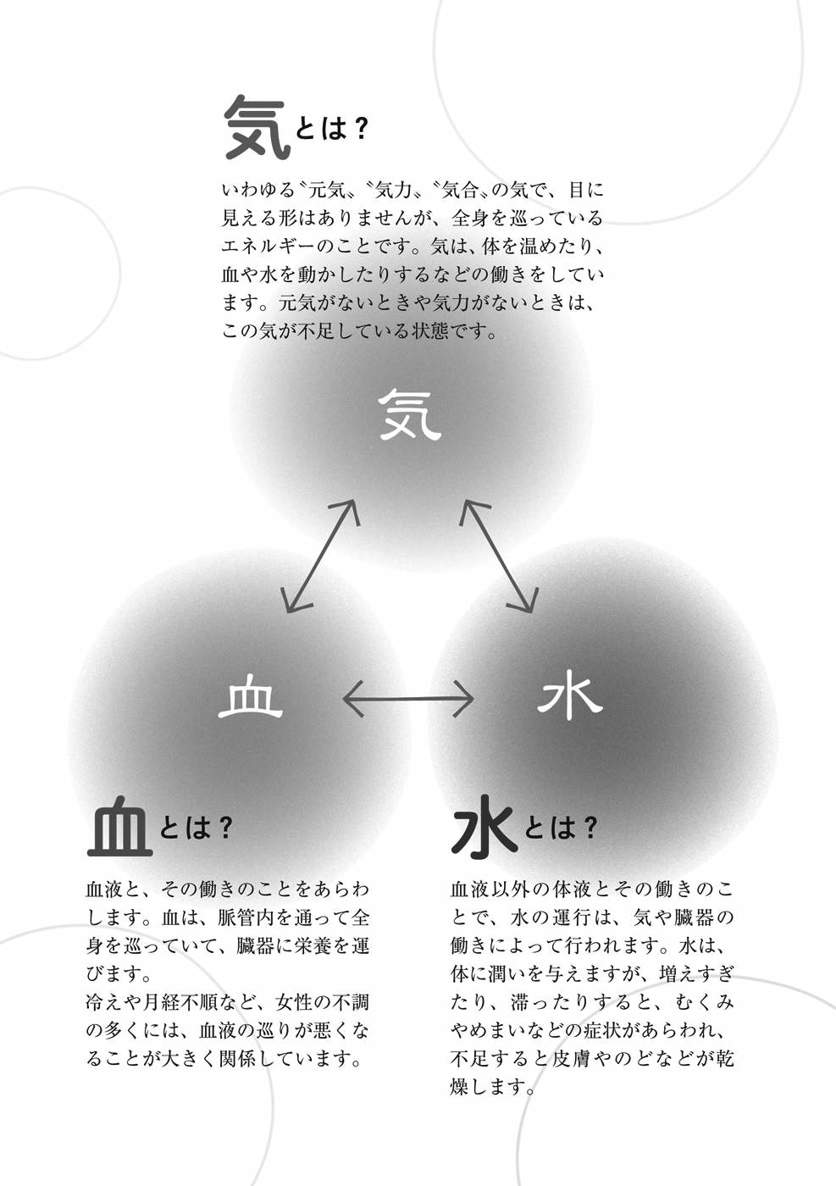 気とは？
いわゆる〝元気〟〝気力〟〝気合〟の気で、目に
見える形はありませんが、全身を巡っている
エネルギーのことです。気は、体を温めたり、
血や水を動かしたりするなどの働きをしてい
ます。元気がないときや気力がないときは、
この気が不足している状態です。
気
血
水
血とは？
血液と、その働きのことをあらわ
します。血は、脈管内を通って全
身を巡っていて、臓器に栄養を運
びます。
冷えや月経不順など、女性の不調
の多くには、血液の巡りが悪くな
ることが大きく関係しています。
水とは？
血液以外の体液とその働きのこ
とで、水の運行は、気や臓器の
働きによって行われます。水は、
体に潤いを与えますが、増えすぎ
たり、滞ったりすると、むくみ
やめまいなどの症状があらわれ、
不足すると皮膚やのどなどが乾
燥します。